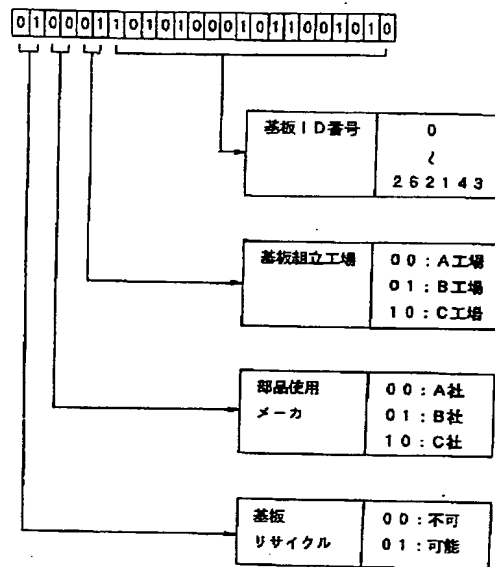 010001101010001011001010
基板ID番号
0
〜
262143
基板組立工場
00:A工場
01:B工場
10:C工場
部品使用
メーカ
00:A社
01:B社
10:C社
基板
リサイクル
00:不可
01:可能